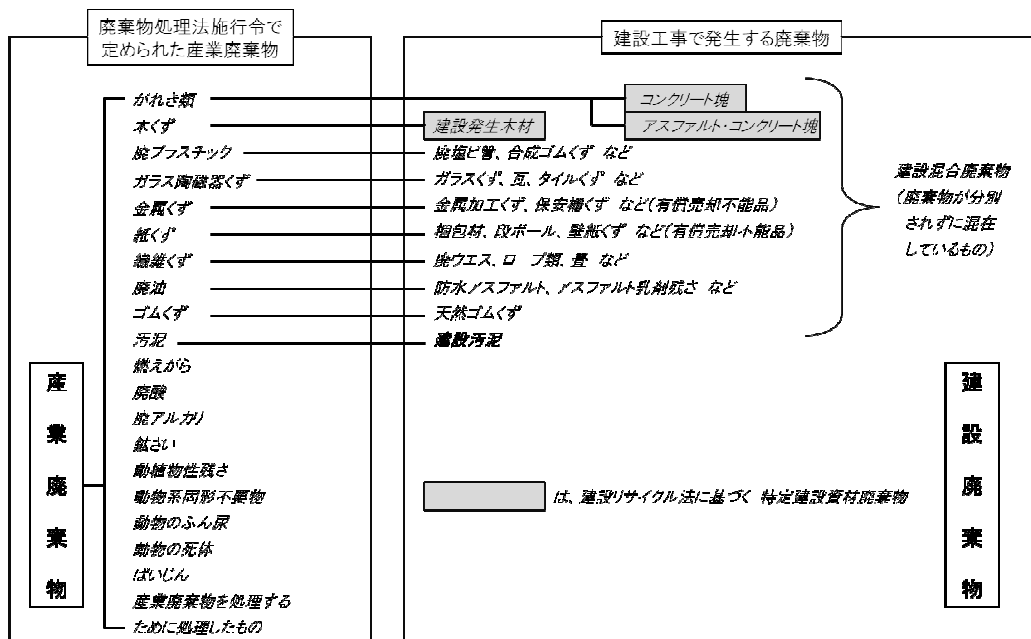 廃棄物処理法施行令で
定められた産業廃棄物
建設工事で発生する廃棄物
がれき類
コンクリート塊
木くず
建設発生木材
アスファルト・コンクリート塊
廃プラスチック
廃塩ビ管、合成ゴムくず など
ガラス陶磁器くず
ガラスくず、瓦、タイルくず など
金属くず
金属加工くず、保安柵くず など(有償売却不能品)
紙くず
梱包材、段ボール、壁紙くず など(有償売却不能品)
繊維くず
廃ウエス、ロープ類、畳 など
廃油
防水アスファルト、アスファルト乳剤残さ など
ゴムくず
天然ゴムくず
汚泥
建設汚泥
建設混合廃棄物
(廃棄物が分別
されずに混在
しているもの)
燃えがら
廃酸
廃アルカリ
鉱さい
動植物性残さ
動物系固形不要物
動物のふん尿
動物の死体
ばいじん
産業廃棄物を処理する
ために処理したもの
産業廃棄物
は、建設リサイクル法に基づく 特定建設資材廃棄物
建設廃棄物